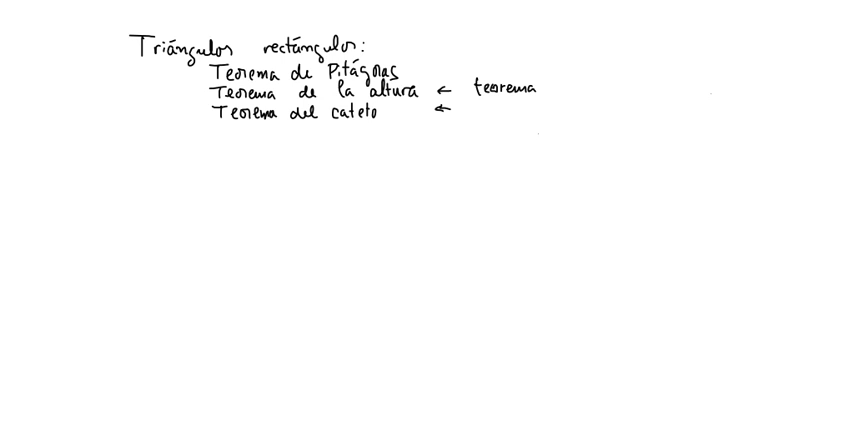 Triángulos rectángulos:
Teorema de Pitágoras
Teorema de la altura ← teorema
Teorema del cateto ←